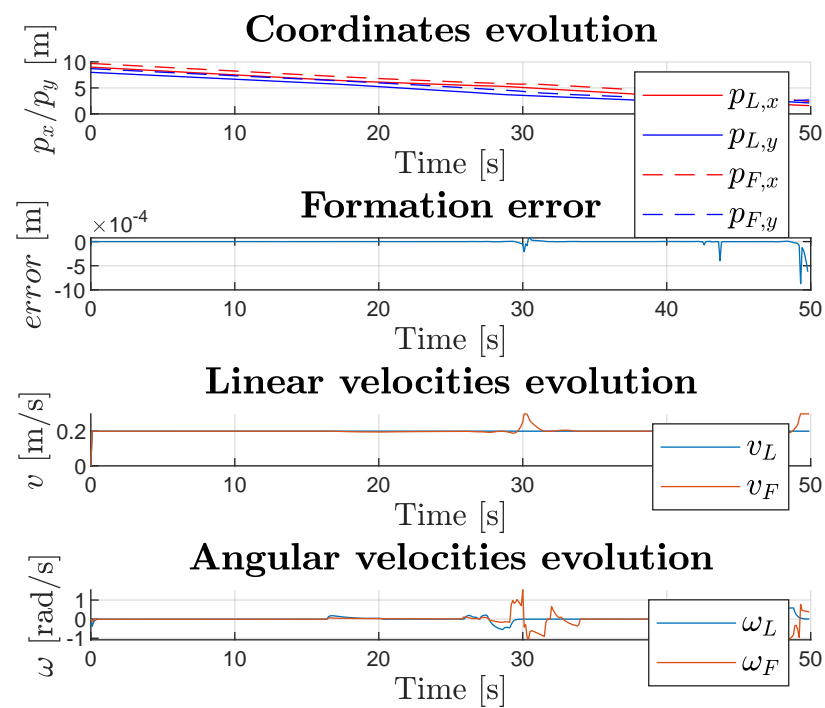 Coordinates evolution
p_x/p_y [m]
10
5
0
0 10 20 30 50
Time [s]
p_{L,x}
p_{L,y}
p_{F,x}
p_{F,y}
Formation error
×10^{-4}
error [m]
0
-5
-10
0 10 20 30 40 50
Time [s]
Linear velocities evolution
v [m/s]
0.2
0
0 10 20 30 50
Time [s]
v_L
v_F
Angular velocities evolution
ω [rad/s]
1
0
-1
0 10 20 30 50
Time [s]
ω_L
ω_F